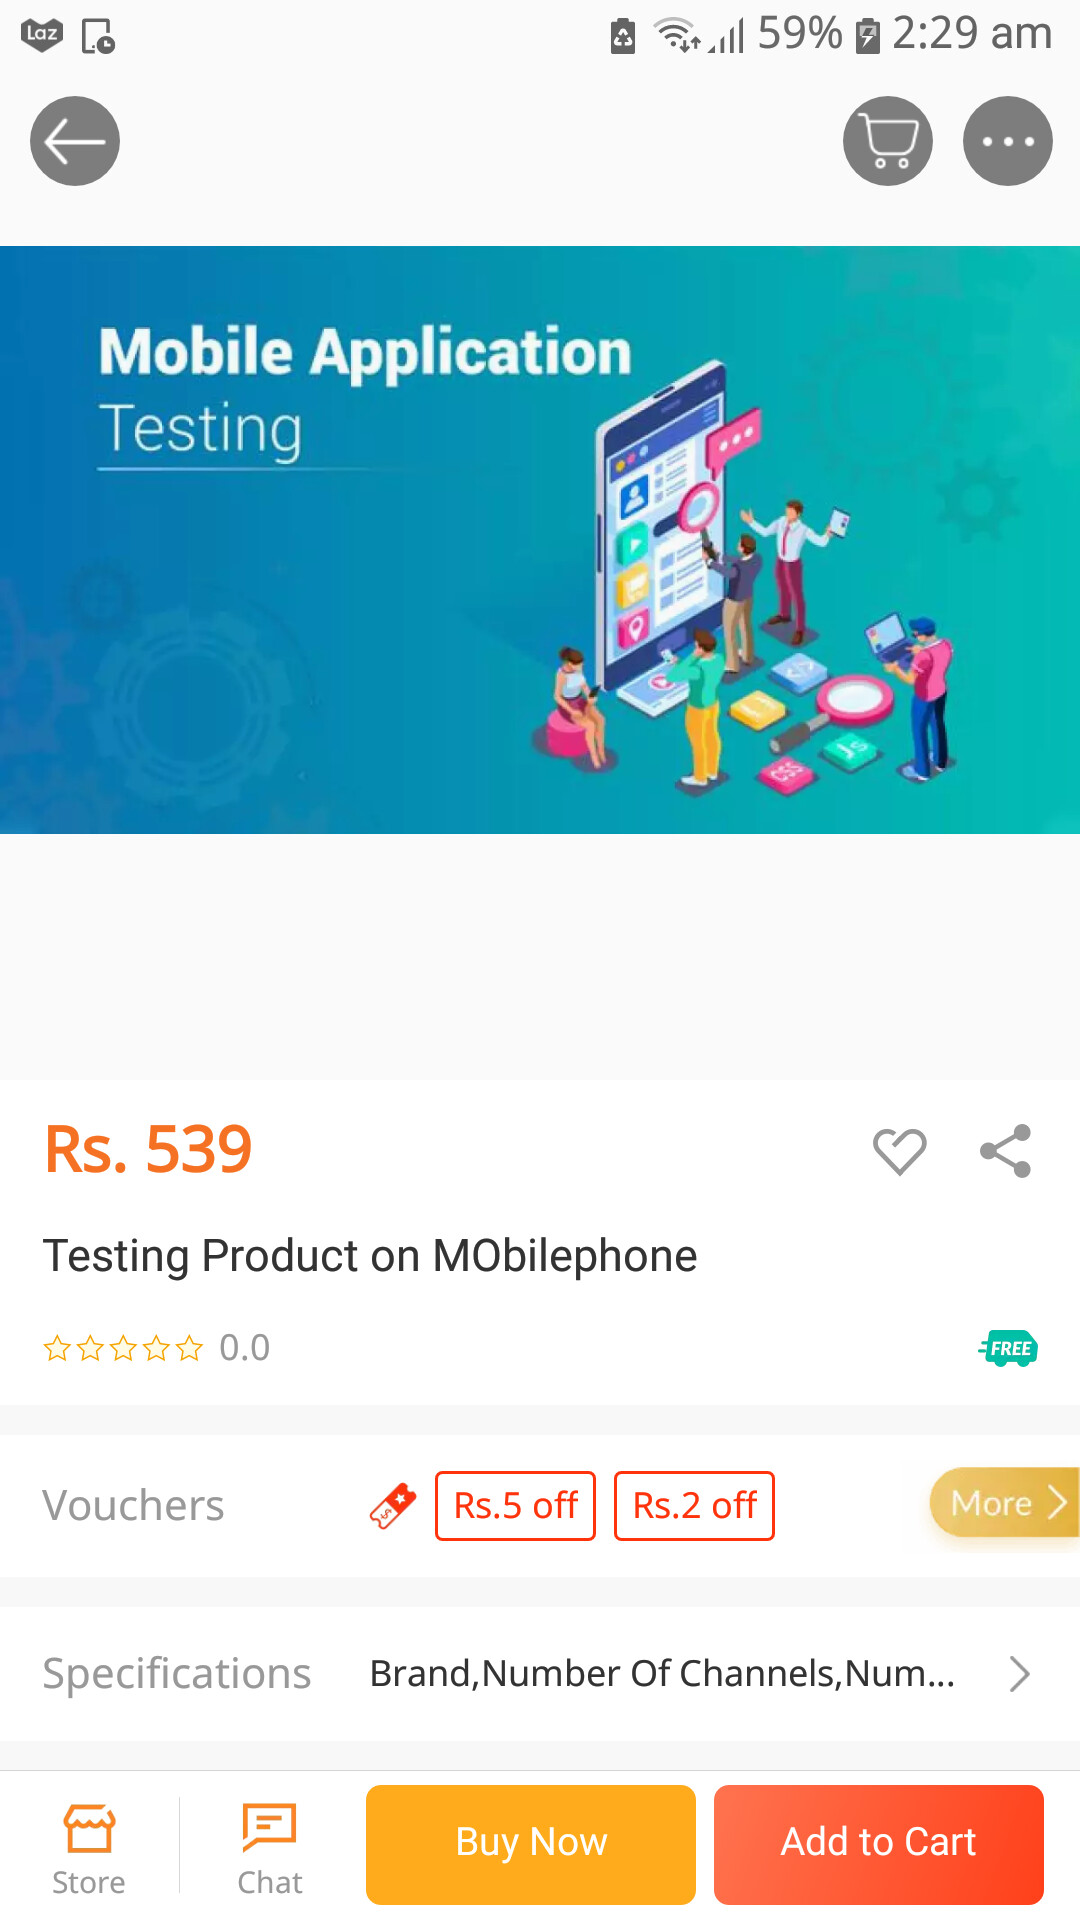 Laz 59% 2:29 am
Mobile Application
Testing
CSS
JS
Rs. 539
Testing Product on MObilephone
0.0
FREE
Vouchers Rs.5 off Rs.2 off More
Specifications Brand,Number Of Channels,Num...
Store Chat Buy Now Add to Cart